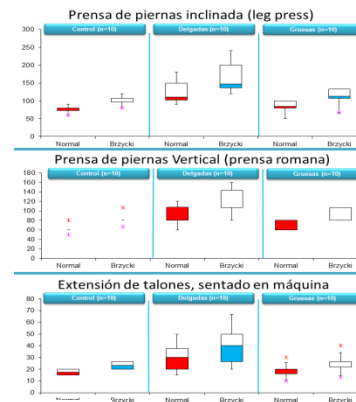 Prensa de piernas inclinada (leg press)
Control (n=10) Delgadas (n=10) Gruesas (n=10)
300
250
200
150
100
50
0
Normal Brzycki Normal Brzycki Normal Brzycki
Prensa de piernas Vertical (prensa romana)
Control (n=10) Delgadas (n=10) Gruesas (n=10)
180
160
140
120
100
80
60
40
20
0
Normal Brzycki Normal Brzycki Normal Brzycki
Extensión de talones, sentado en máquina
Control (n=10) Delgadas (n=10) Gruesas (n=10)
80
70
60
50
40
30
20
10
0
Normal Brzycki Normal Brzycki Normal Brzycki